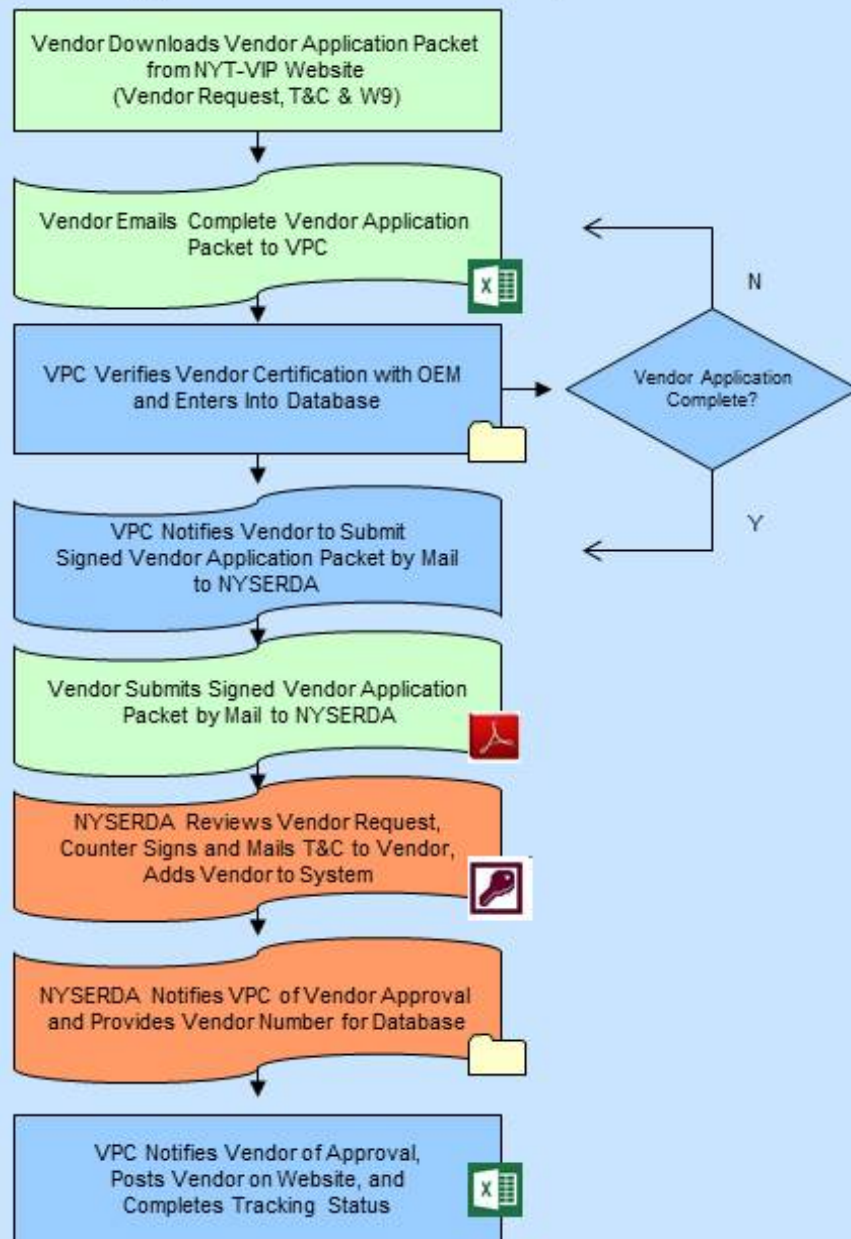 Vendor Downloads Vendor Application Packet
from NYT-VIP Website
(Vendor Request, T&C & W9)
Vendor Emails Complete Vendor Application
Packet to VPC
N
VPC Verifies Vendor Certification with OEM
and Enters Into Database
Vendor Application
Complete?
VPC Notifies Vendor to Submit
Signed Vendor Application Packet by Mail
to NYSERDA
Y
Vendor Submits Signed Vendor Application
Packet by Mail to NYSERDA
NYSERDA Reviews Vendor Request,
Counter Signs and Mails T&C to Vendor,
Adds Vendor to System
NYSERDA Notifies VPC of Vendor Approval
and Provides Vendor Number for Database
VPC Notifies Vendor of Approval,
Posts Vendor on Website, and
Completes Tracking Status